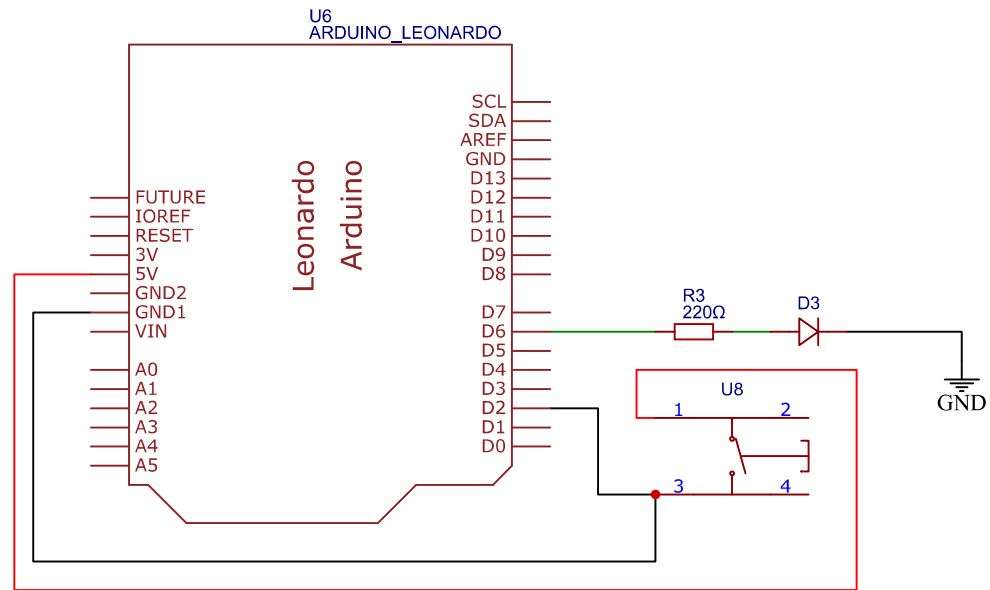 U6
ARDUINO_LEONARDO
Leonardo
Arduino
FUTURE
IOREF
RESET
3V
5V
GND2
GND1
VIN
A0
A1
A2
A3
A4
A5
SCL
SDA
AREF
GND
D13
D12
D11
D10
D9
D8
D7
D6
D5
D4
D3
D2
D1
D0
R3
220Ω
D3
GND
U8
1 2
3 4